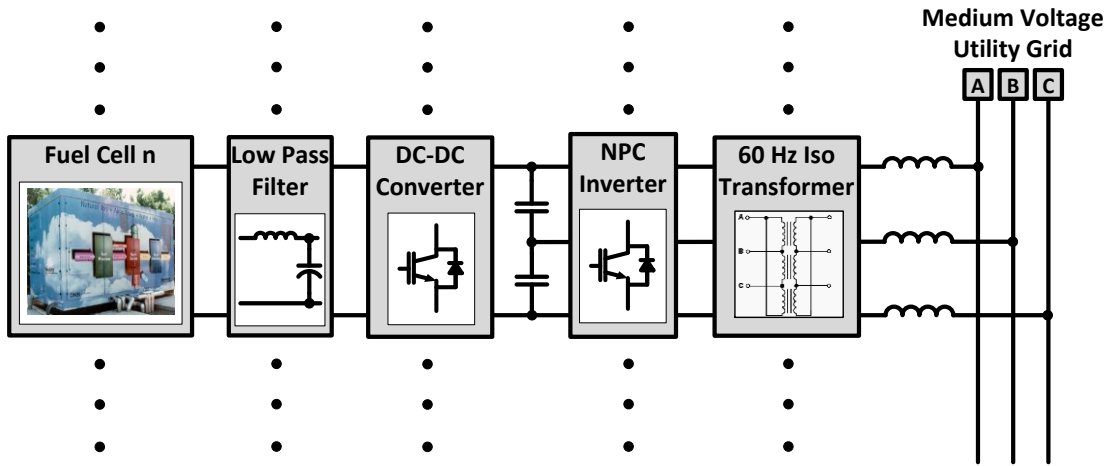 Medium Voltage
Utility Grid
A
B
C
Fuel Cell n
Low Pass
Filter
DC-DC
Converter
NPC
Inverter
60 Hz Iso
Transformer
A
B
C